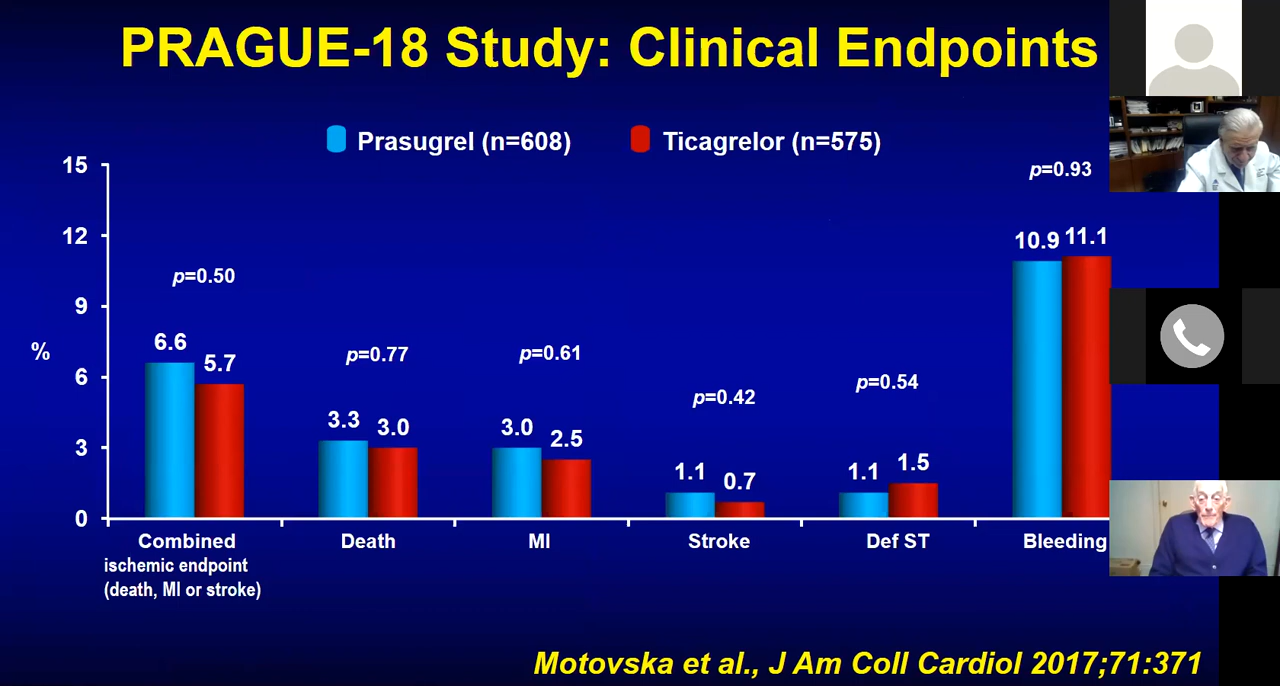 PRAGUE-18 Study: Clinical Endpoints
Prasugrel (n=608)
Ticagrelor (n=575)
15
12
9
6
3
0
%
p=0.50
6.6
5.7
p=0.77
3.3
3.0
p=0.61
3.0
2.5
p=0.42
1.1
0.7
p=0.54
1.1
1.5
p=0.93
10.9
11.1
Combined
ischemic endpoint
(death, MI or stroke)
Death
MI
Stroke
Def ST
Bleeding
Motovska et al., J Am Coll Cardiol 2017;71:371